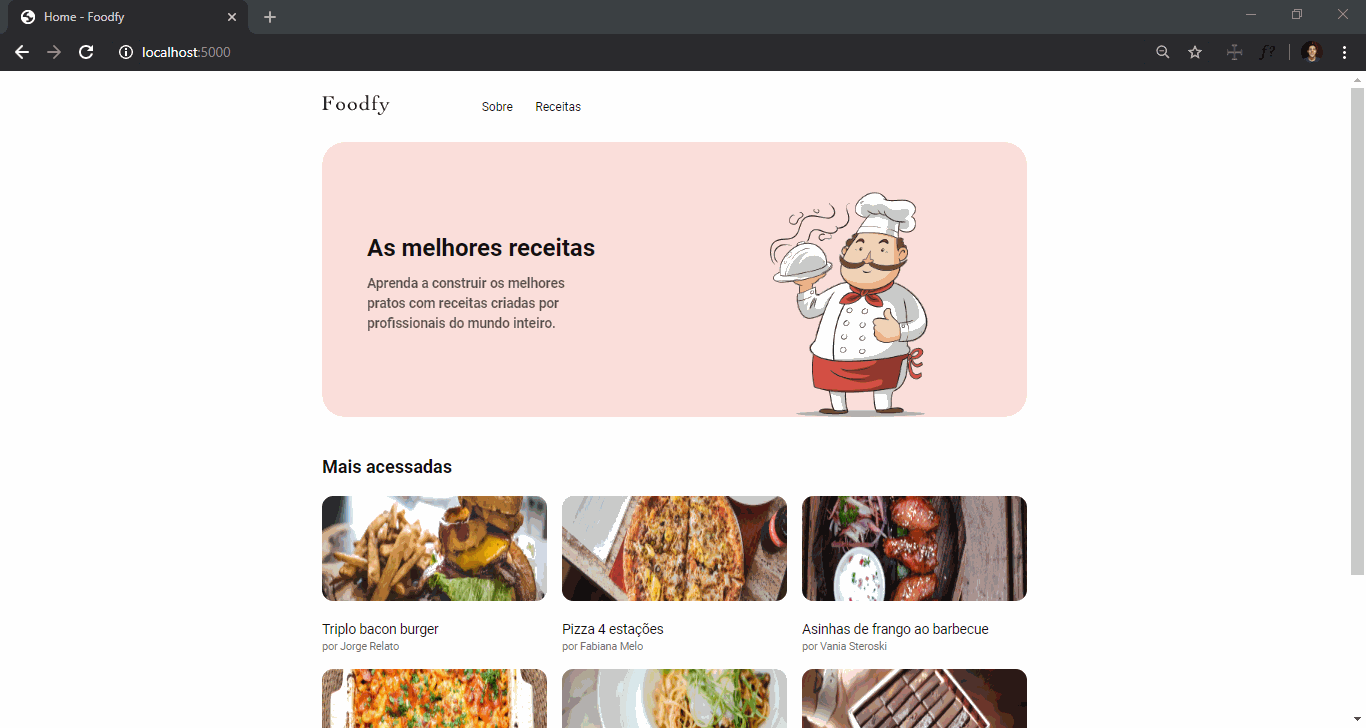 Home - Foodfy
localhost:5000
f?
Foodfy
Sobre
Receitas
As melhores receitas
Aprenda a construir os melhores
pratos com receitas criadas por
profissionais do mundo inteiro.
Mais acessadas
Triplo bacon burger
por Jorge Relato
Pizza 4 estações
por Fabiana Melo
Asinhas de frango ao barbecue
por Vania Steroski